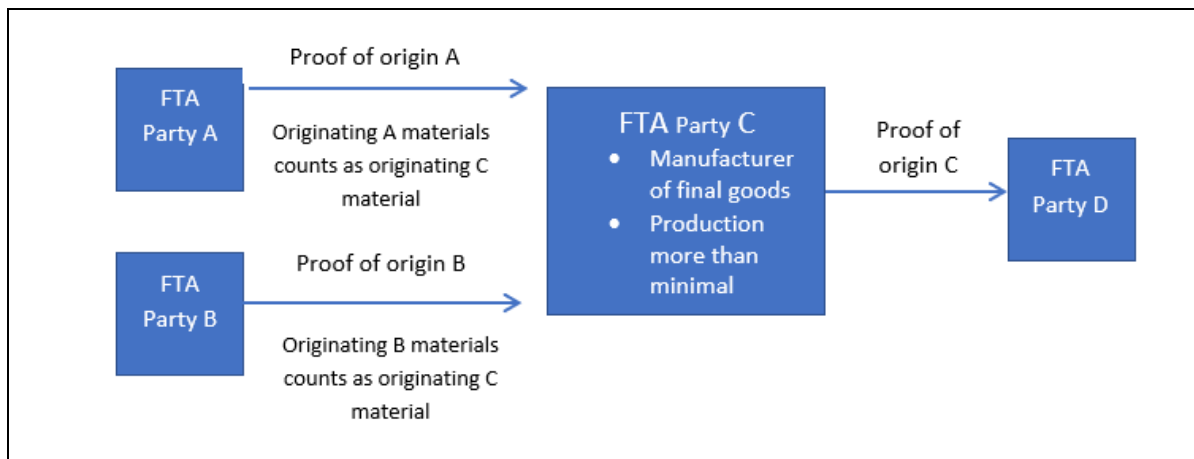 FTA
Party A
Proof of origin A
Originating A materials
counts as originating C
material
FTA
Party B
Proof of origin B
Originating B materials
counts as originating C
material
FTA Party C
• Manufacturer
of final goods
• Production
more than
minimal
Proof of
origin C
FTA
Party D